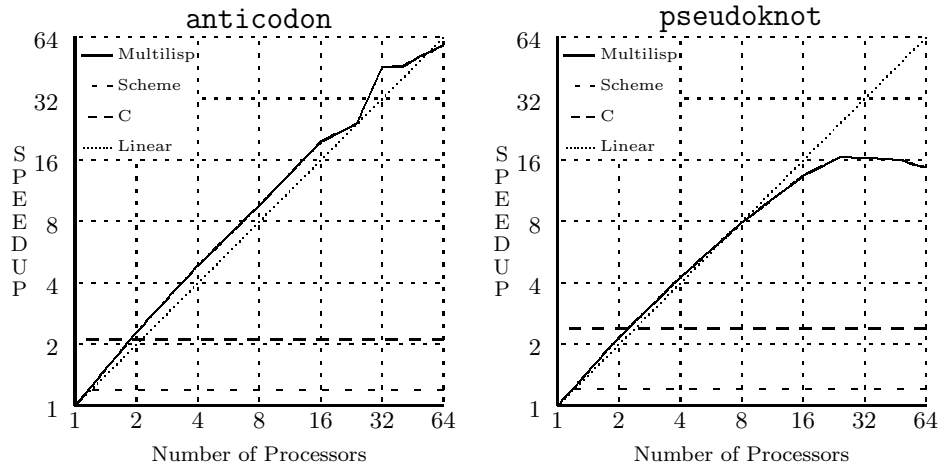 anticodon
64
32
16
8
4
2
1
S
P
E
E
D
U
P
Multilisp
Scheme
C
Linear
1 2 4 8 16 32 64
Number of Processors
pseudoknot
64
32
16
8
4
2
1
S
P
E
E
D
U
P
Multilisp
Scheme
C
Linear
1 2 4 8 16 32 64
Number of Processors